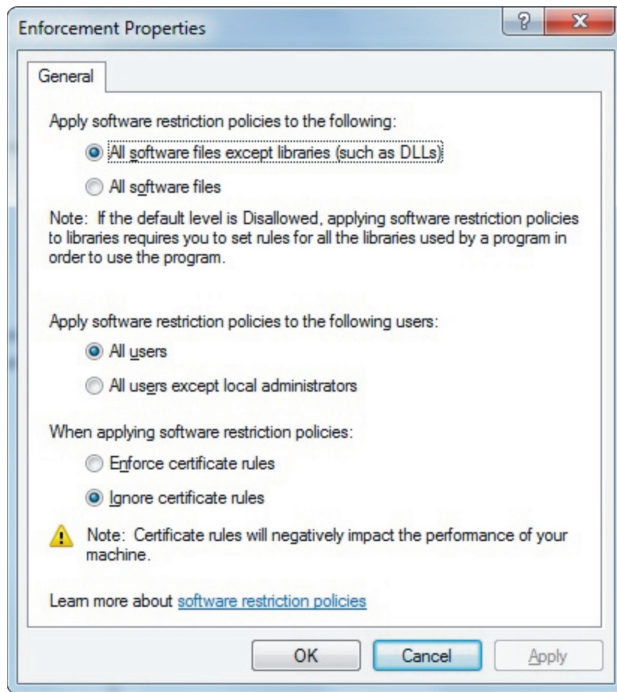 Enforcement Properties
General
Apply software restriction policies to the following:
All software files except libraries (such as DLLs)
All software files
Note: If the default level is Disallowed, applying software restriction policies
to libraries requires you to set rules for all the libraries used by a program in
order to use the program.
Apply software restriction policies to the following users:
All users
All users except local administrators
When applying software restriction policies:
Enforce certificate rules
Ignore certificate rules
Note: Certificate rules will negatively impact the performance of your
machine.
Learn more about software restriction policies
OK Cancel Apply